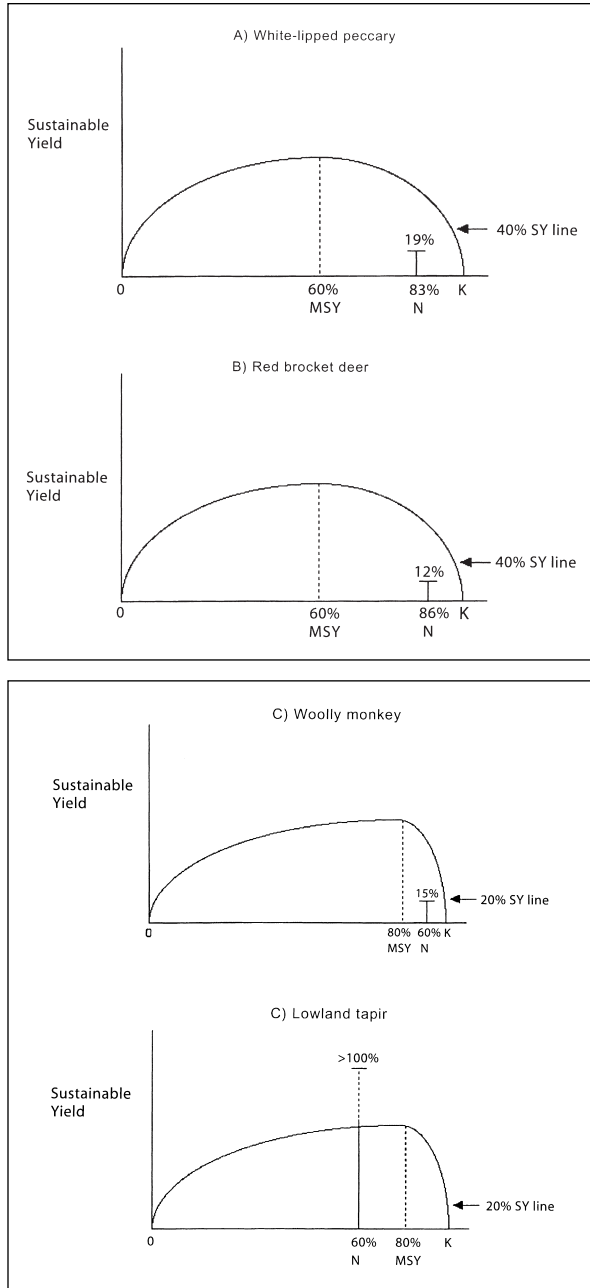 A) White-lipped peccary
Sustainable
Yield
19%
40% SY line
0
60%
83%
K
MSY
N
B) Red brocket deer
Sustainable
Yield
12%
40% SY line
0
60%
86%
K
MSY
N
C) Woolly monkey
Sustainable
Yield
15%
20% SY line
0
80%
60%
K
MSY
N
C) Lowland tapir
>100%
Sustainable
Yield
20% SY line
0
60%
80%
K
N
MSY